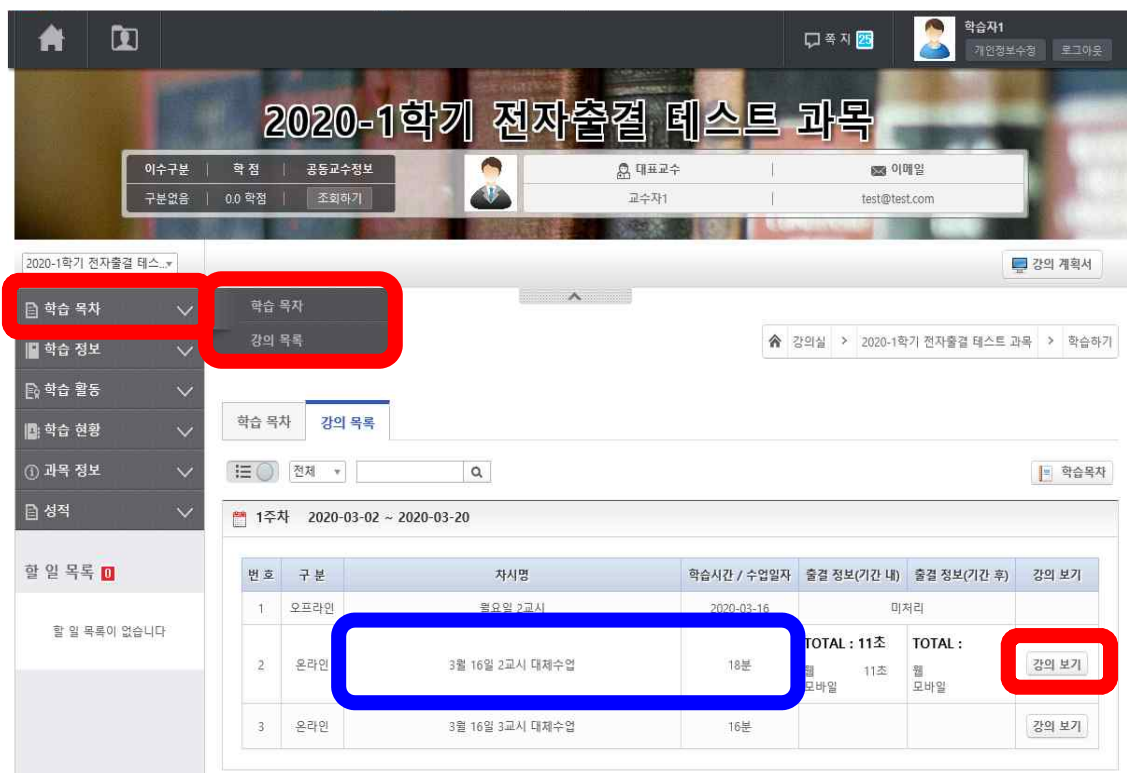 쪽 지 25
학습자1
개인정보수정 로그아웃
2020-1학기 전자출결 테스트 과목
이수구분 | 학 점 | 공동교수정보
구분없음 | 0.0 학점 | 조회하기
대표교수 | 이메일
교수자1 | test@test.com
2020-1학기 전자출결 테스...
강의 계획서
학습 목차
학습 목차
강의 목록
강의실 > 2020-1학기 전자출결 테스트 과목 > 학습하기
학습 정보
학습 활동
학습 현황
과목 정보
성적
할 일 목록 0
할 일 목록이 없습니다
학습 목차 강의 목록
전체
학습목차
1주차 2020-03-02 ~ 2020-03-20
번 호 구 분 차시명 학습시간 / 수업일자 출결 정보(기간 내) 출결 정보(기간 후) 강의 보기
1 오프라인 월요일 2교시 2020-03-16 미처리
2 온라인 3월 16일 2교시 대체수업 18분 TOTAL : 11초 TOTAL : 강의 보기
웹 11초 웹
모바일 모바일
3 온라인 3월 16일 3교시 대체수업 16분 강의 보기